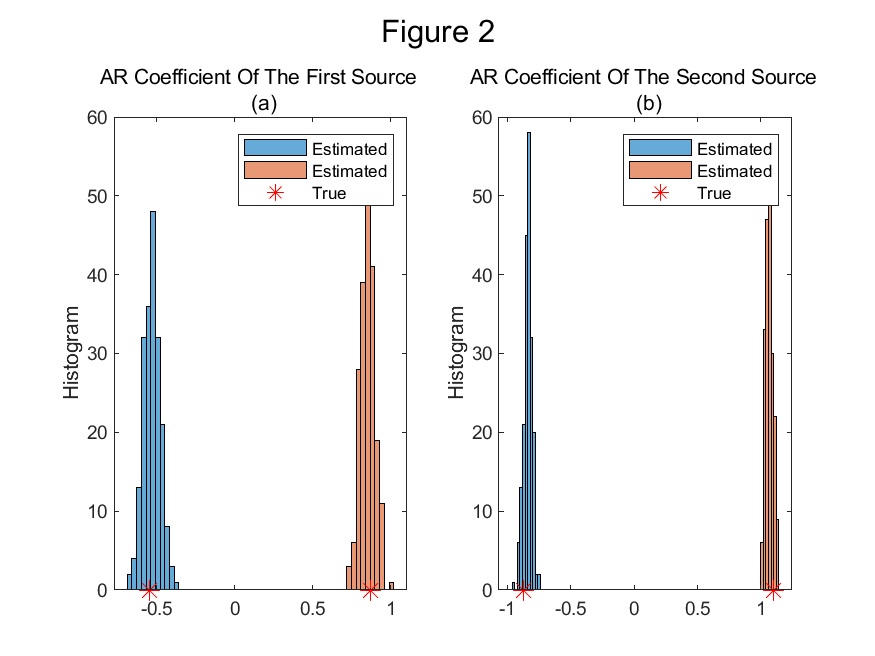 Figure 2
AR Coefficient Of The First Source
(a)
60
50
40
30
20
10
0
Histogram
Estimated
Estimated
True
-0.5
0
0.5
1
AR Coefficient Of The Second Source
(b)
60
50
40
30
20
10
0
Histogram
Estimated
Estimated
True
-1
-0.5
0
0.5
1